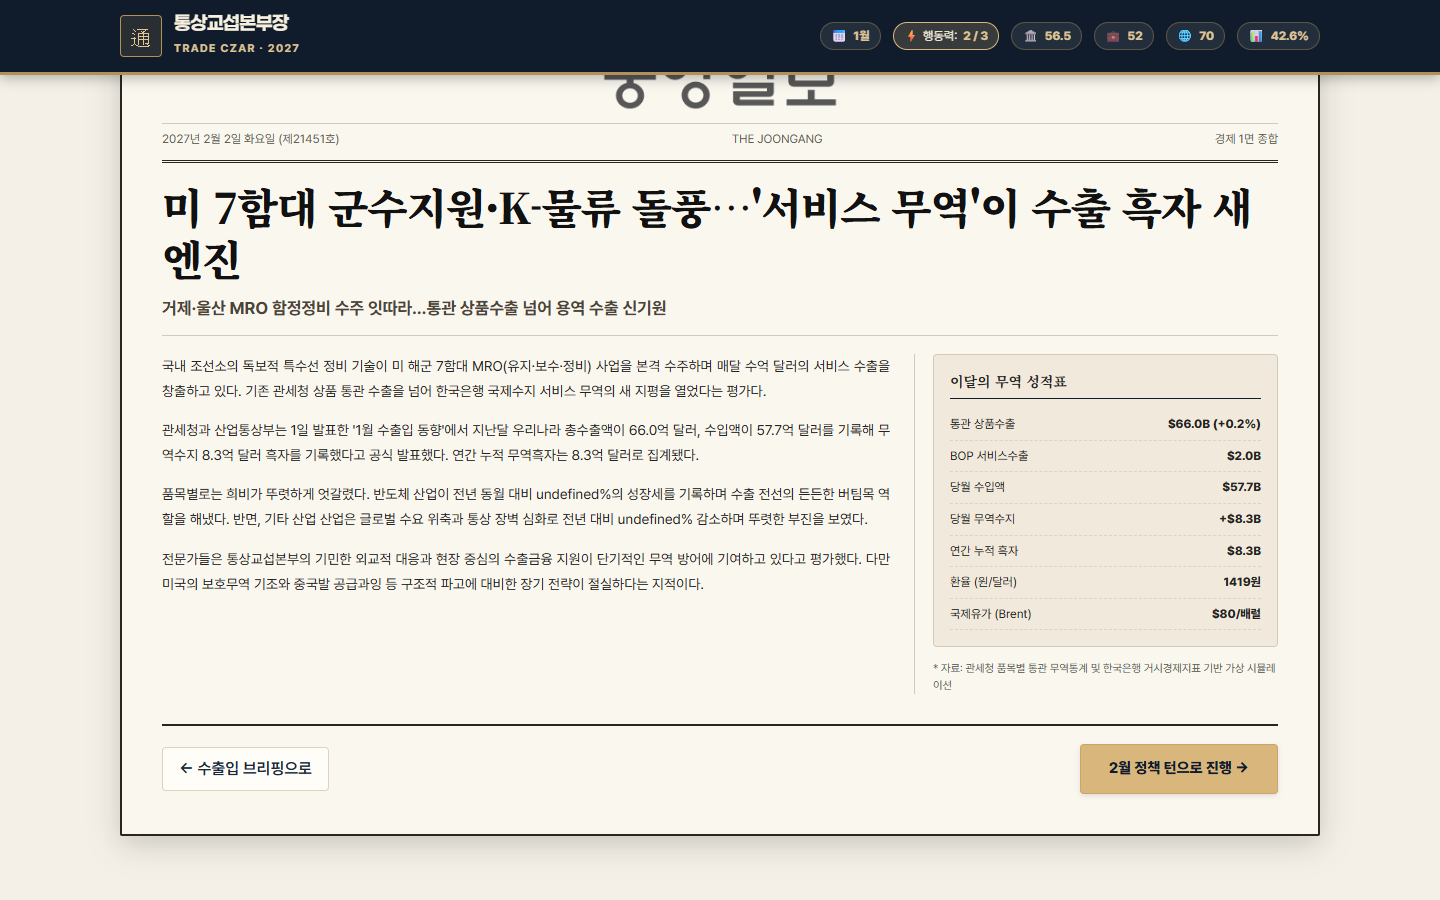 通
통상교섭본부장
TRADE CZAR · 2027
1월
행동력: 2 / 3
56.5
52
70
42.6%
중앙일보
2027년 2월 2일 화요일 (제21451호)
THE JOONGANG
경제 1면 종합
미 7함대 군수지원·K-물류 돌풍…'서비스 무역'이 수출 흑자 새
엔진
거제·울산 MRO 함정정비 수주 잇따라...통관 상품수출 넘어 용역 수출 신기원
국내 조선소의 독보적 특수선 정비 기술이 미 해군 7함대 MRO(유지·보수·정비) 사업을 본격 수주하며 매달 수억 달러의 서비스 수출을
창출하고 있다. 기존 관세청 상품 통관 수출을 넘어 한국은행 국제수지 서비스 무역의 새 지평을 열었다는 평가다.
관세청과 산업통상부는 1일 발표한 '1월 수출입 동향'에서 지난달 우리나라 총수출액이 66.0억 달러, 수입액이 57.7억 달러를 기록해 무
역수지 8.3억 달러 흑자를 기록했다고 공식 발표했다. 연간 누적 무역흑자는 8.3억 달러로 집계됐다.
품목별로는 희비가 뚜렷하게 엇갈렸다. 반도체 산업이 전년 동월 대비 undefined%의 성장세를 기록하며 수출 전선의 든든한 버팀목 역
할을 해냈다. 반면, 기타 산업 산업은 글로벌 수요 위축과 통상 장벽 심화로 전년 대비 undefined% 감소하며 뚜렷한 부진을 보였다.
전문가들은 통상교섭본부의 기민한 외교적 대응과 현장 중심의 수출금융 지원이 단기적인 무역 방어에 기여하고 있다고 평가했다. 다만
미국의 보호무역 기조와 중국발 공급과잉 등 구조적 파고에 대비한 장기 전략이 절실하다는 지적이다.
이달의 무역 성적표
통관 상품수출 $66.0B (+0.2%)
BOP 서비스수출 $2.0B
당월 수입액 $57.7B
당월 무역수지 +$8.3B
연간 누적 흑자 $8.3B
환율 (원/달러) 1419원
국제유가 (Brent) $80/배럴
* 자료: 관세청 품목별 통관 무역통계 및 한국은행 거시경제지표 기반 가상 시뮬레
이션
← 수출입 브리핑으로
2월 정책 턴으로 진행 →